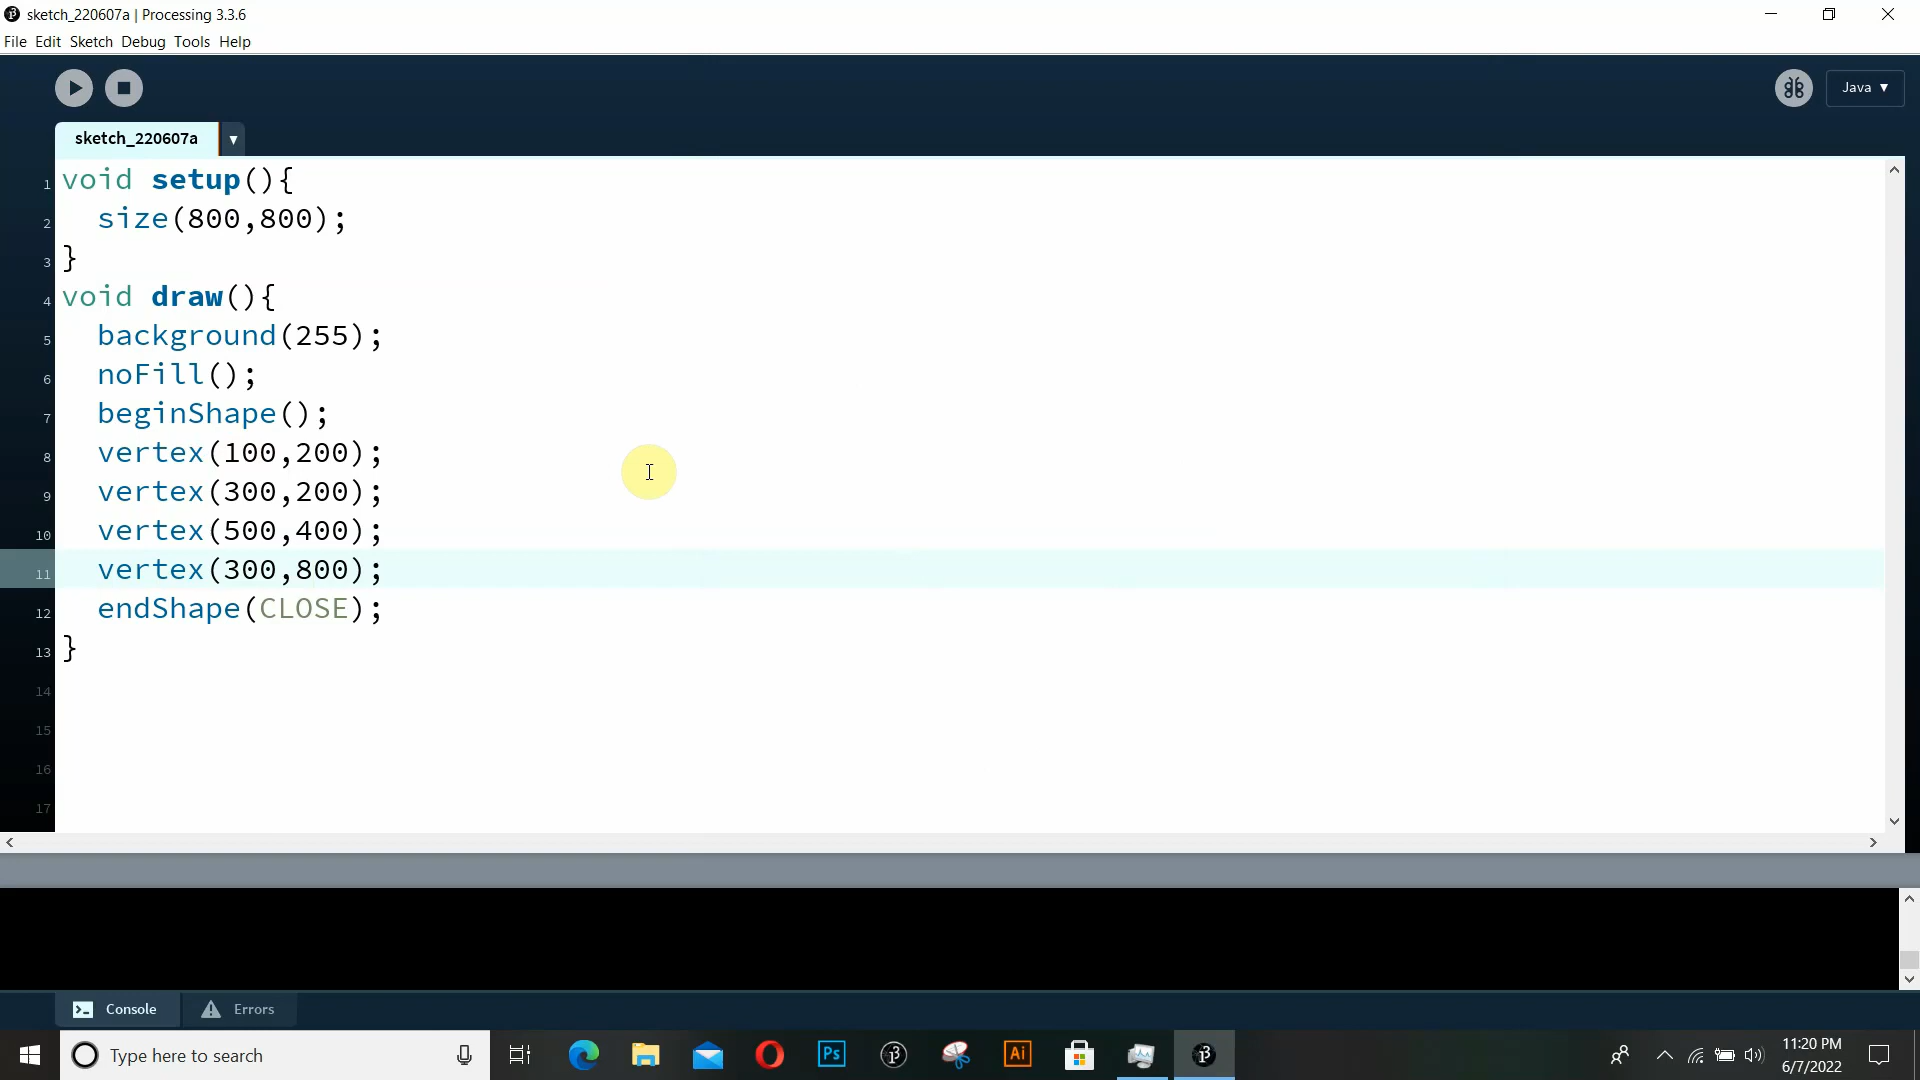 sketch_220607a | Processing 3.3.6
File Edit Sketch Debug Tools Help
Java ▼
sketch_220607a ▼
1 void setup(){
2   size(800,800);
3 }
4 void draw(){
5   background(255);
6   noFill();
7   beginShape();
8   vertex(100,200);
9   vertex(300,200);
10   vertex(500,400);
11   vertex(300,800);
12   endShape(CLOSE);
13 }
14
15
16
17
>_ Console Errors
Type here to search
Ps
Ai
11:20 PM
6/7/2022